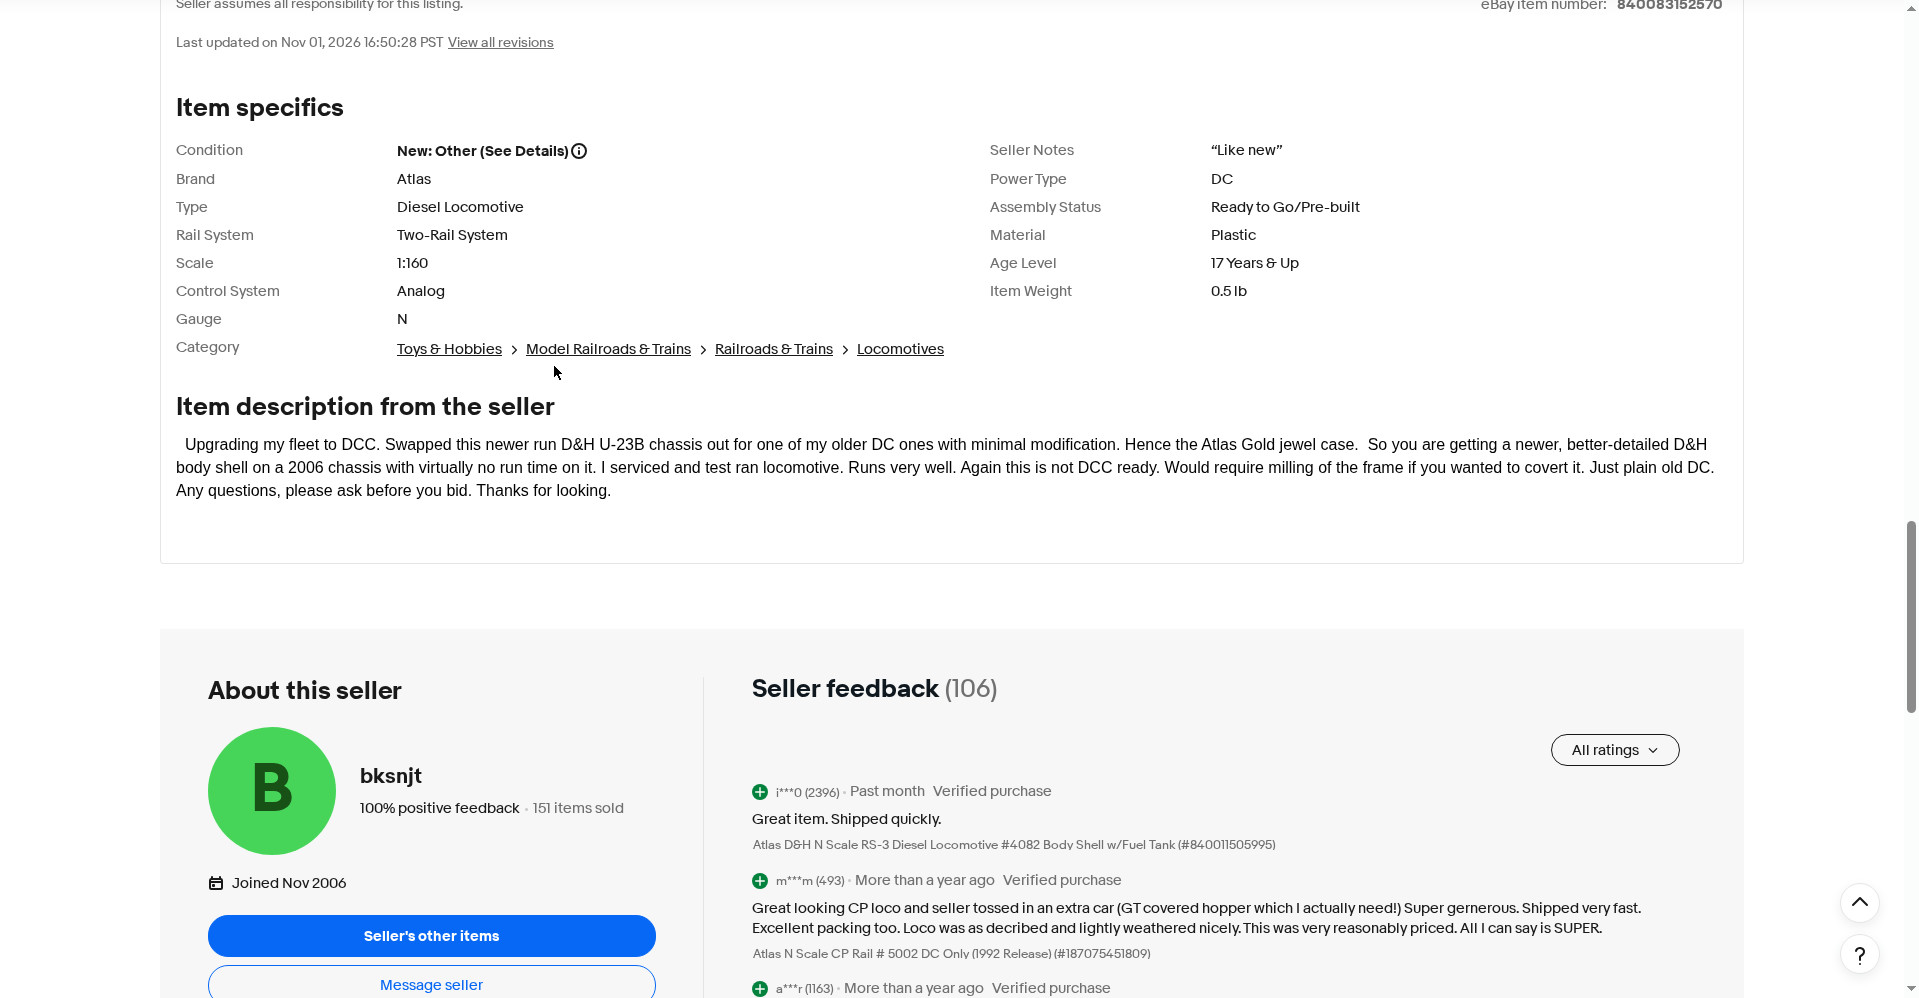 Seller assumes all responsibility for this listing.
eBay item number: 840083152570
Last updated on Nov 01, 2026 16:50:28 PST View all revisions
Item specifics
Condition New: Other (See Details)
Seller Notes “Like new”
Brand Atlas
Power Type DC
Type Diesel Locomotive
Assembly Status Ready to Go/Pre-built
Rail System Two-Rail System
Material Plastic
Scale 1:160
Age Level 17 Years & Up
Control System Analog
Item Weight 0.5 lb
Gauge N
Category Toys & Hobbies > Model Railroads & Trains > Railroads & Trains > Locomotives
Item description from the seller
Upgrading my fleet to DCC. Swapped this newer run D&H U-23B chassis out for one of my older DC ones with minimal modification. Hence the Atlas Gold jewel case. So you are getting a newer, better-detailed D&H
body shell on a 2006 chassis with virtually no run time on it. I serviced and test ran locomotive. Runs very well. Again this is not DCC ready. Would require milling of the frame if you wanted to covert it. Just plain old DC.
Any questions, please ask before you bid. Thanks for looking.
About this seller
B
bksnjt
100% positive feedback • 151 items sold
Joined Nov 2006
Seller's other items
Message seller
Seller feedback (106)
All ratings
i***0 (2396) • Past month Verified purchase
Great item. Shipped quickly.
Atlas D&H N Scale RS-3 Diesel Locomotive #4082 Body Shell w/Fuel Tank (#840011505995)
m***m (493) • More than a year ago Verified purchase
Great looking CP loco and seller tossed in an extra car (GT covered hopper which I actually need!) Super gernerous. Shipped very fast.
Excellent packing too. Loco was as decribed and lightly weathered nicely. This was very reasonably priced. All I can say is SUPER.
Atlas N Scale CP Rail # 5002 DC Only (1992 Release) (#187075451809)
a***r (1163) • More than a year ago Verified purchase
?